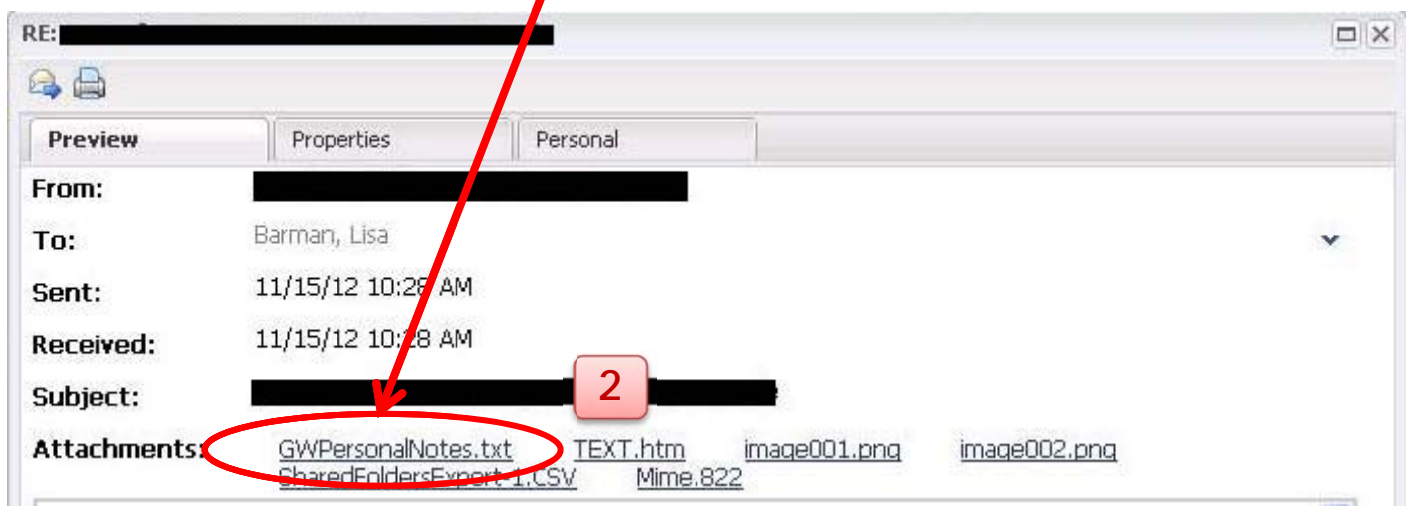 RE:
Preview Properties Personal
From:
To: Barman, Lisa
Sent: 11/15/12 10:28 AM
Received: 11/15/12 10:28 AM
Subject: 2
Attachments: GWPersonalNotes.txt TEXT.htm image001.png image002.png
SharedFoldersExport-1.CSV Mime.822